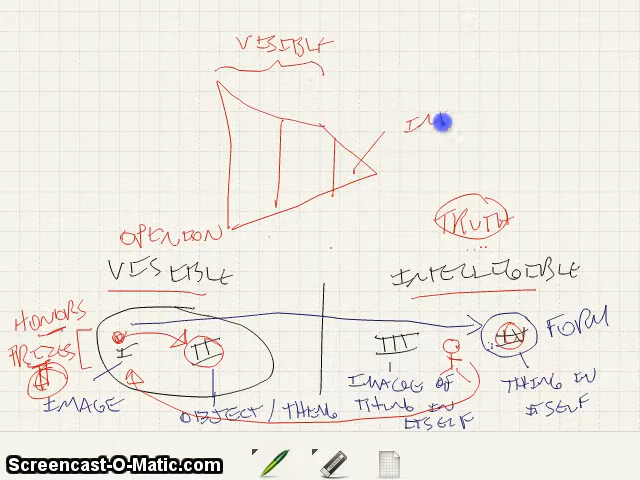 VISIBLE
IM
OPINION
TRUTH
VISIBLE
INTELLIGIBLE
HONORS
PRIZES
$
I
II
III
IV
FORM
IMAGE
OBJECT / THING
IMAGE OF
THING IN
ITSELF
THING IN
ITSELF
Screencast-O-Matic.com